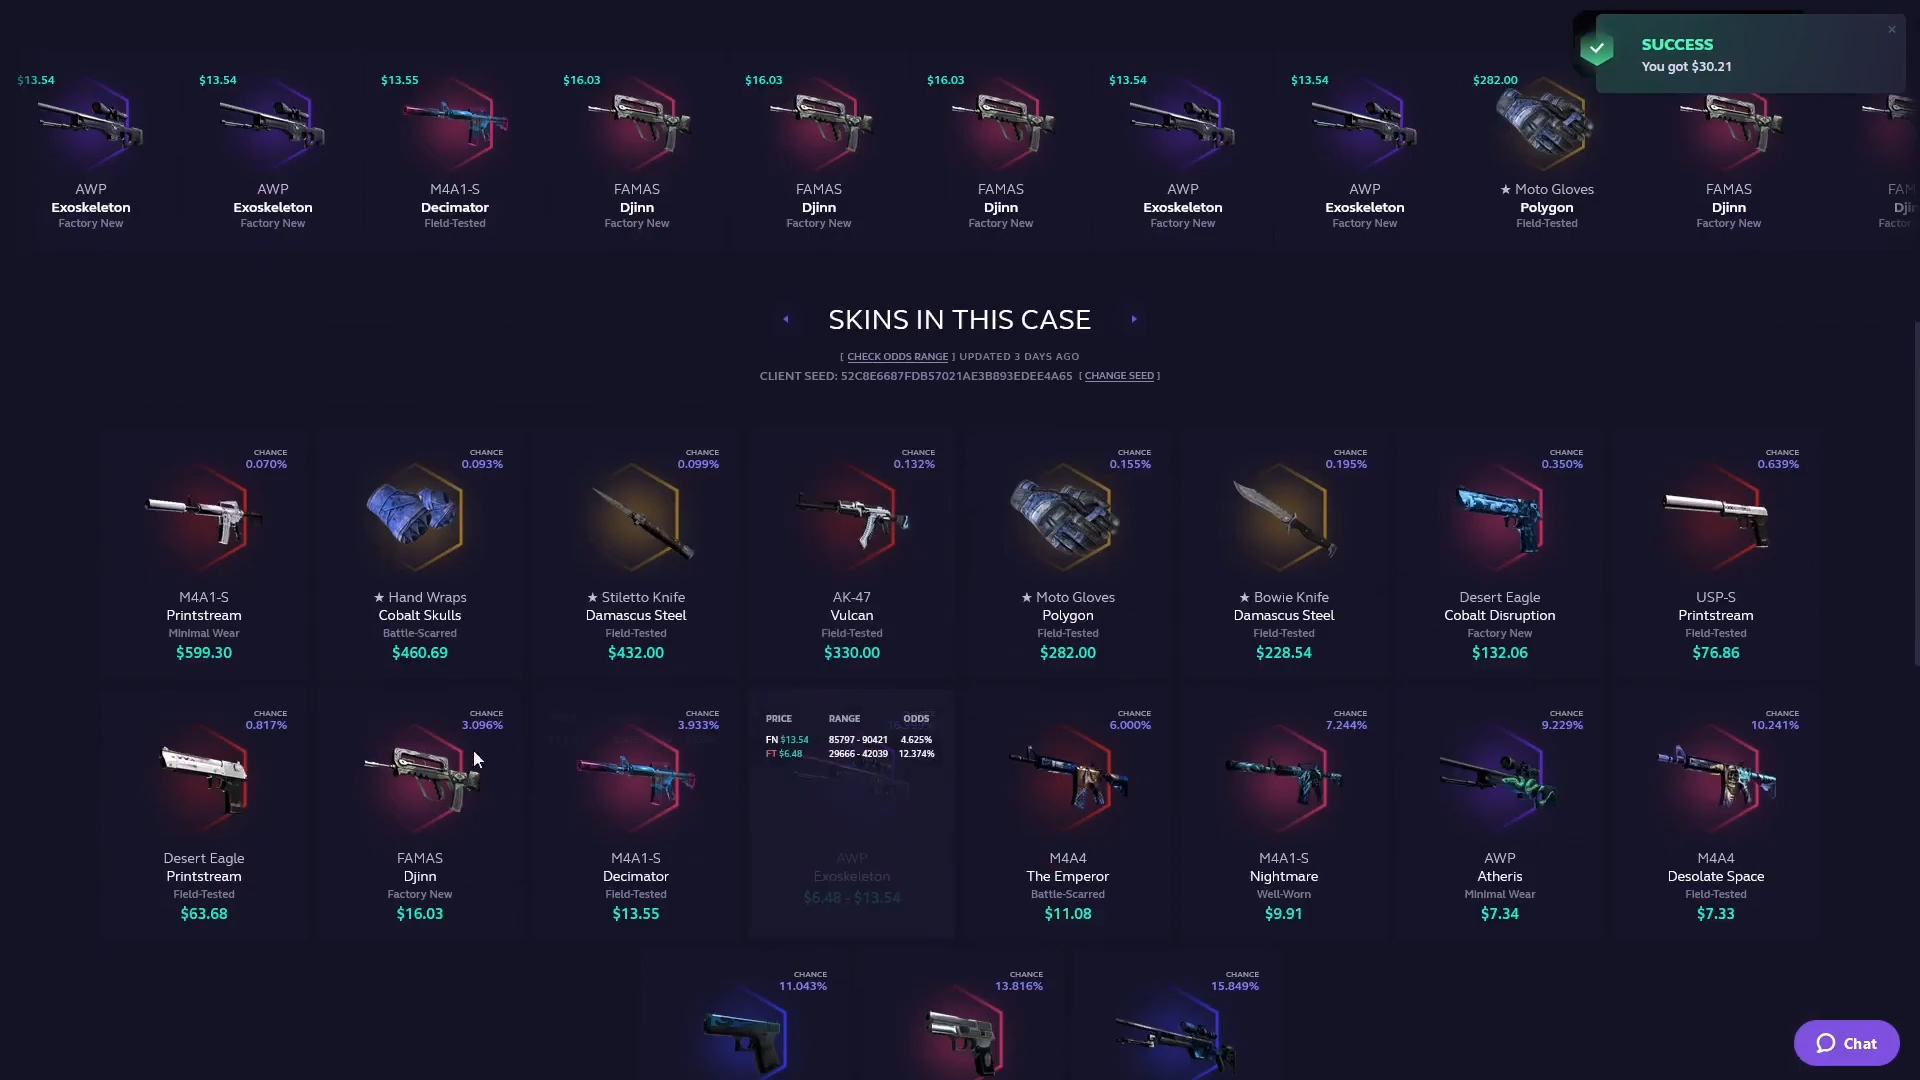 SUCCESS
You got $30.21
$13.54
$13.54
$13.55
$16.03
$16.03
$16.03
$13.54
$13.54
$282.00
AWP
Exoskeleton
Factory New
AWP
Exoskeleton
Factory New
M4A1-S
Decimator
Field-Tested
FAMAS
Djinn
Factory New
FAMAS
Djinn
Factory New
FAMAS
Djinn
Factory New
AWP
Exoskeleton
Factory New
AWP
Exoskeleton
Factory New
★ Moto Gloves
Polygon
Field-Tested
FAMAS
Djinn
Factory New
FAM
Djin
Factor
SKINS IN THIS CASE
[ CHECK ODDS RANGE ] UPDATED 3 DAYS AGO
CLIENT SEED: 52C8E6687FDB57021AE3B893EDEE4A65 [ CHANGE SEED ]
CHANCE
0.070%
M4A1-S
Printstream
Minimal Wear
$599.30
CHANCE
0.093%
★ Hand Wraps
Cobalt Skulls
Battle-Scarred
$460.69
CHANCE
0.099%
★ Stiletto Knife
Damascus Steel
Field-Tested
$432.00
CHANCE
0.132%
AK-47
Vulcan
Field-Tested
$330.00
CHANCE
0.155%
★ Moto Gloves
Polygon
Field-Tested
$282.00
CHANCE
0.195%
★ Bowie Knife
Damascus Steel
Field-Tested
$228.54
CHANCE
0.350%
Desert Eagle
Cobalt Disruption
Factory New
$132.06
CHANCE
0.639%
USP-S
Printstream
Field-Tested
$76.86
CHANCE
0.817%
Desert Eagle
Printstream
Field-Tested
$63.68
CHANCE
3.096%
FAMAS
Djinn
Factory New
$16.03
CHANCE
3.933%
M4A1-S
Decimator
Field-Tested
$13.55
PRICE RANGE ODDS
FN $13.54 85797 - 90421 4.625%
FT $6.48 29666 - 42039 12.374%
AWP
Exoskeleton
$6.48 - $13.54
CHANCE
6.000%
M4A4
The Emperor
Battle-Scarred
$11.08
CHANCE
7.244%
M4A1-S
Nightmare
Well-Worn
$9.91
CHANCE
9.229%
AWP
Atheris
Minimal Wear
$7.34
CHANCE
10.241%
M4A4
Desolate Space
Field-Tested
$7.33
CHANCE
11.043%
CHANCE
13.816%
CHANCE
15.849%
Chat